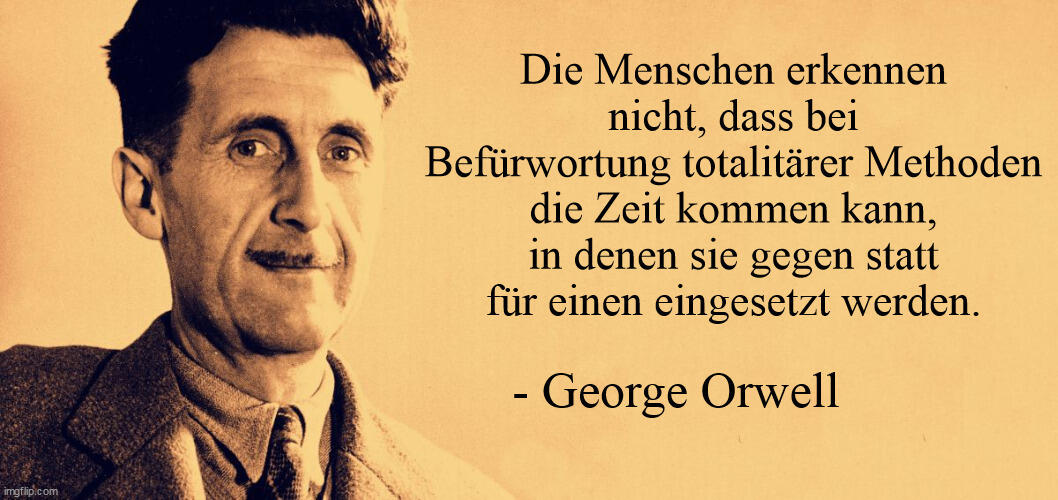 Die Menschen erkennen
nicht, dass bei
Befürwortung totalitärer Methoden
die Zeit kommen kann,
in denen sie gegen statt
für einen eingesetzt werden.
- George Orwell
imgflip.com